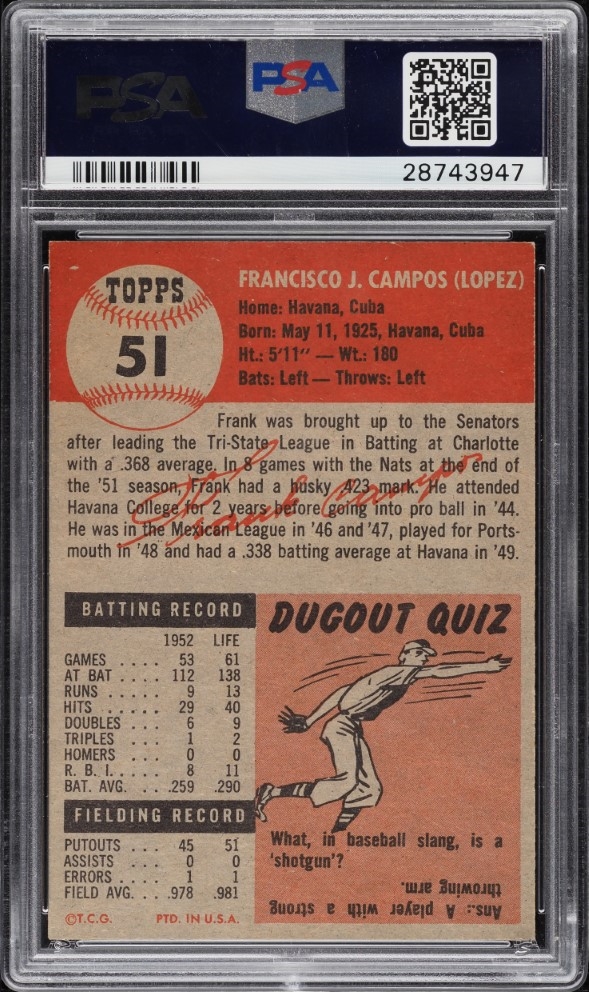 PSA
PSA
28743947
TOPPS
51
FRANCISCO J. CAMPOS (LOPEZ)
Home: Havana, Cuba
Born: May 11, 1925, Havana, Cuba
Ht.: 5'11" — Wt.: 180
Bats: Left — Throws: Left
Frank was brought up to the Senators
after leading the Tri-State League in Batting at Charlotte
with a .368 average. In 8 games with the Nats at the end of
the '51 season, Frank had a husky .423 mark. He attended
Havana College for 2 years before going into pro ball in '44.
He was in the Mexican League in '46 and '47, played for Ports-
mouth in '48 and had a .338 batting average at Havana in '49.
Frank Campos
BATTING RECORD
1952 LIFE
GAMES .... 53 61
AT BAT .... 112 138
RUNS .... 9 13
HITS .... 29 40
DOUBLES ... 6 9
TRIPLES ... 1 2
HOMERS ... 0 0
R. B. I. .... 8 11
BAT. AVG. ... .259 .290
FIELDING RECORD
PUTOUTS ... 45 51
ASSISTS ... 0 0
ERRORS .... 1 1
FIELD AVG. ... .978 .981
©T.C.G. PTD. IN U.S.A.
DUGOUT QUIZ
What, in baseball slang, is a
'shotgun'?
Ans.: A player with a strong
throwing arm.